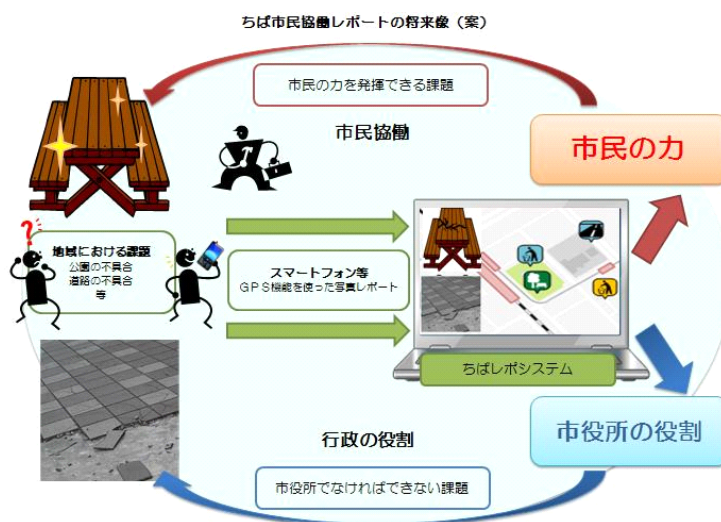 ちば市民協働レポートの将来像（案）
市民の力を発揮できる課題
市民協働
市民の力
地域における課題
公園の不具合
道路の不具合
等
スマートフォン等
ＧＰＳ機能を使った写真レポート
ちばレポシステム
行政の役割
市役所の役割
市役所でなければできない課題